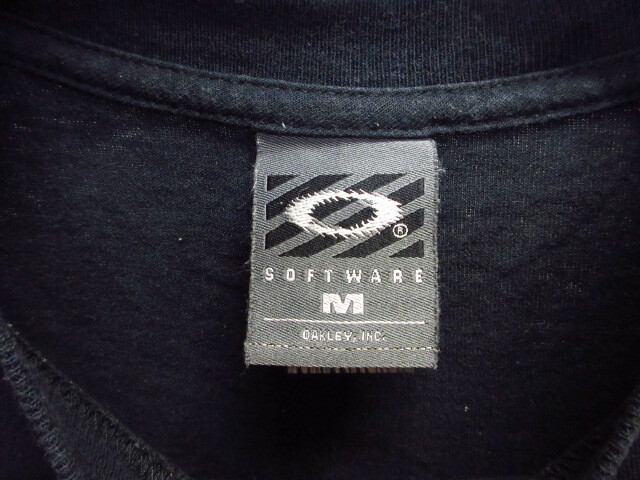 ®
SOFTWARE
M
OAKLEY, INC.